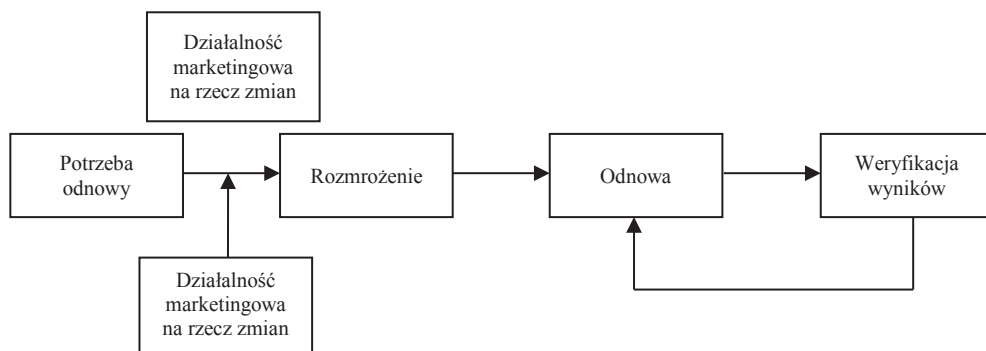 Działalność
marketingowa
na rzecz zmian
Potrzeba
odnowy
Rozmrożenie
Odnowa
Weryfikacja
wyników
Działalność
marketingowa
na rzecz zmian